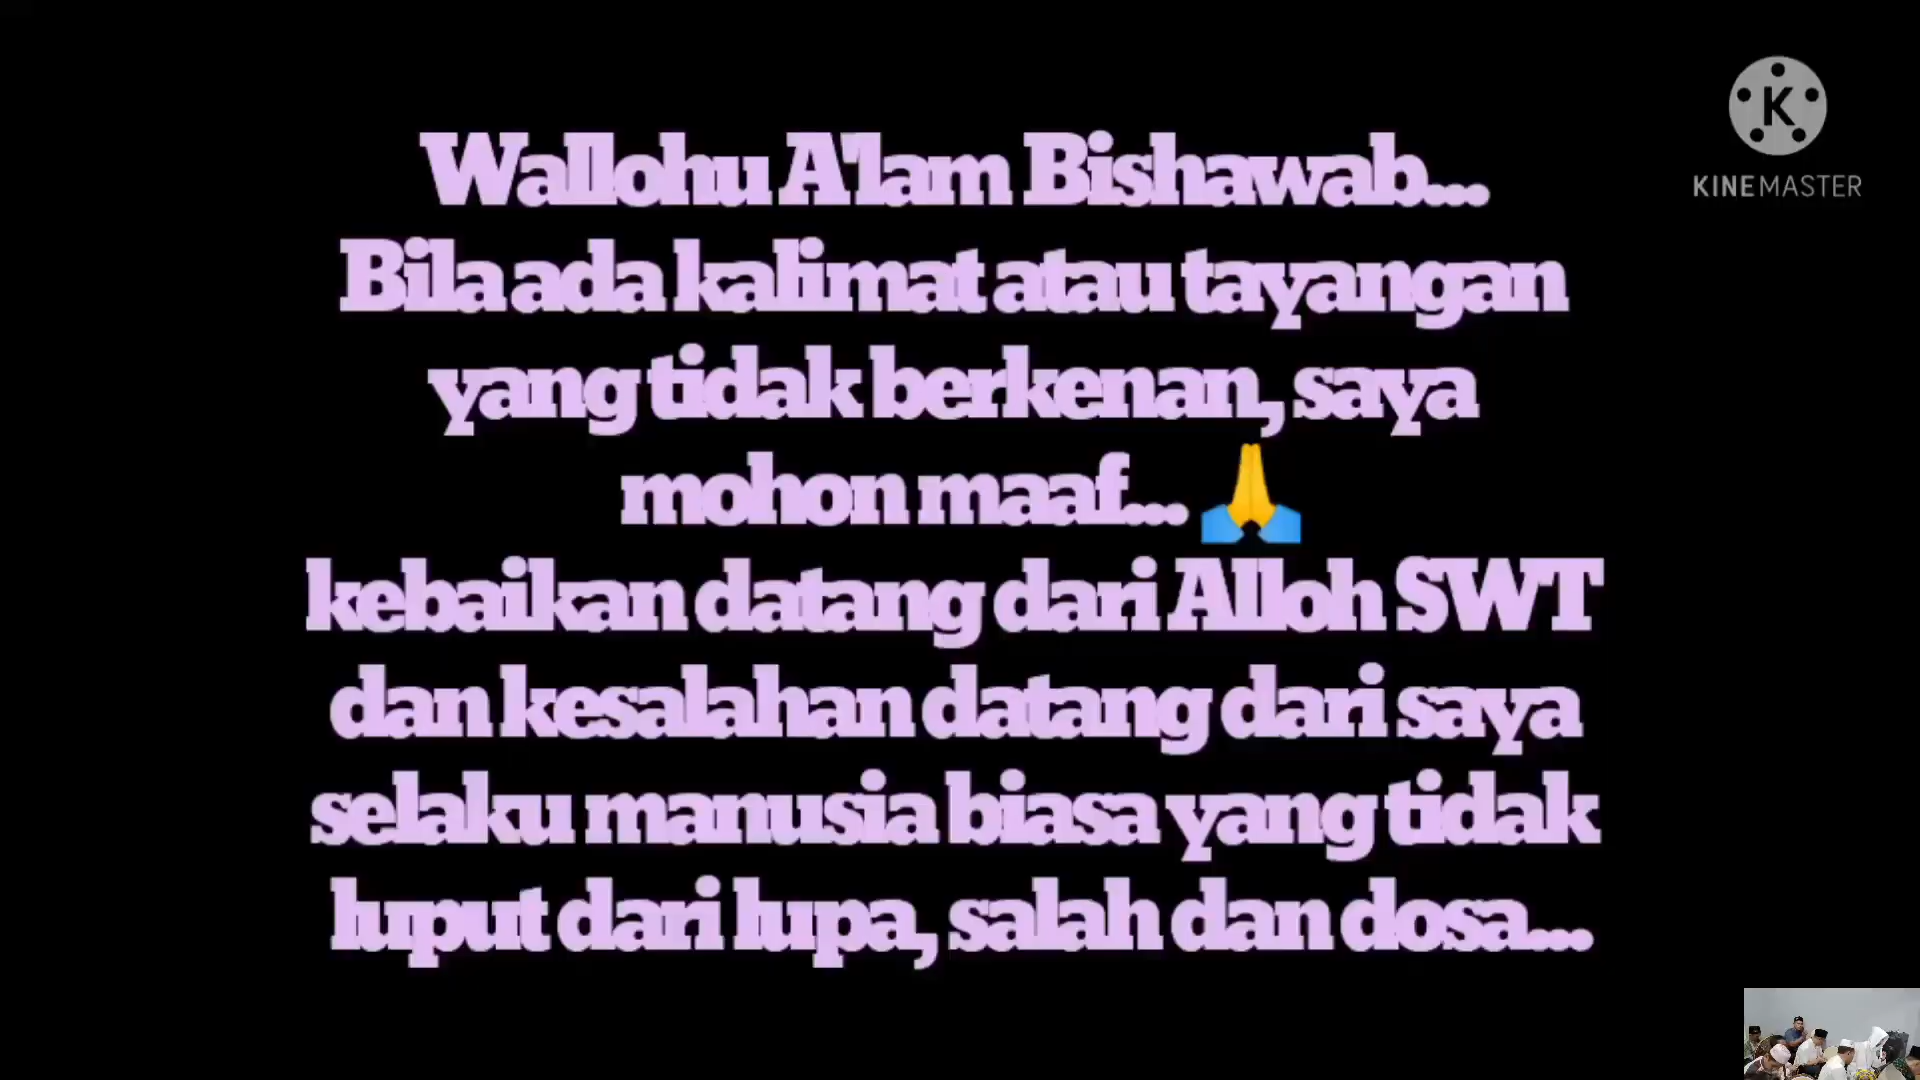 Wallohu A'lam Bishawab...
Bila ada kalimat atau tayangan
yang tidak berkenan, saya
mohon maaf... 🙏
kebaikan datang dari Alloh SWT
dan kesalahan datang dari saya
selaku manusia biasa yang tidak
luput dari lupa, salah dan dosa...
K
KINEMASTER